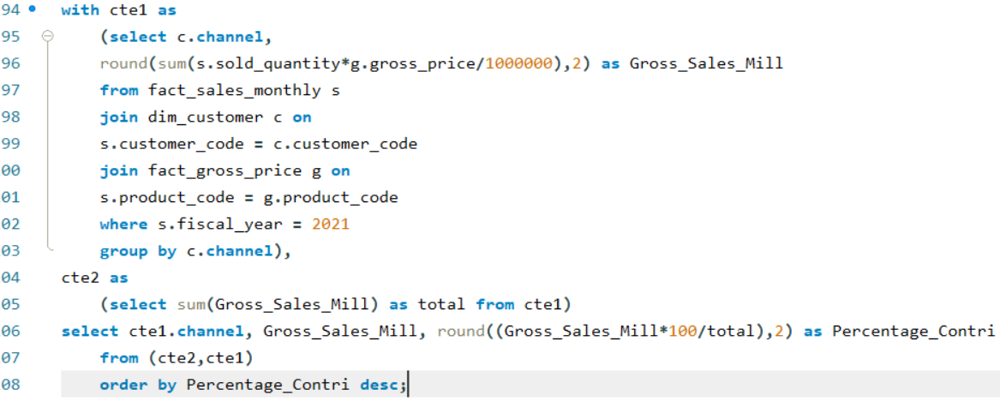 94 with cte1 as
95 (select c.channel,
96 round(sum(s.sold_quantity*g.gross_price/1000000),2) as Gross_Sales_Mill
97 from fact_sales_monthly s
98 join dim_customer c on
99 s.customer_code = c.customer_code
00 join fact_gross_price g on
01 s.product_code = g.product_code
02 where s.fiscal_year = 2021
03 group by c.channel),
04 cte2 as
05 (select sum(Gross_Sales_Mill) as total from cte1)
06 select cte1.channel, Gross_Sales_Mill, round((Gross_Sales_Mill*100/total),2) as Percentage_Contri
07 from (cte2,cte1)
08 order by Percentage_Contri desc;